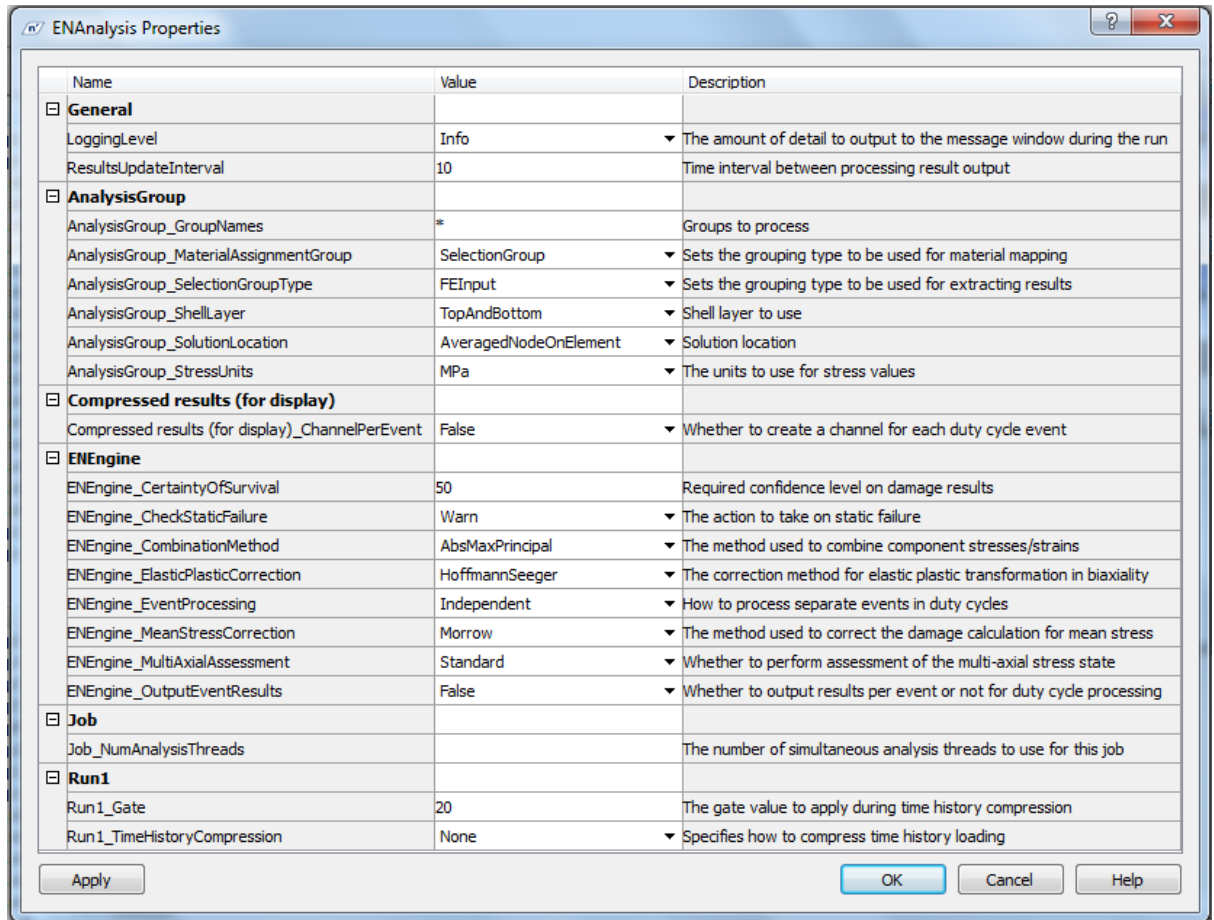 ENAnalysis Properties
Name Value Description
General
LoggingLevel Info The amount of detail to output to the message window during the run
ResultsUpdateInterval 10 Time interval between processing result output
AnalysisGroup
AnalysisGroup_GroupNames * Groups to process
AnalysisGroup_MaterialAssignmentGroup SelectionGroup Sets the grouping type to be used for material mapping
AnalysisGroup_SelectionGroupType FEInput Sets the grouping type to be used for extracting results
AnalysisGroup_ShellLayer TopAndBottom Shell layer to use
AnalysisGroup_SolutionLocation AveragedNodeOnElement Solution location
AnalysisGroup_StressUnits MPa The units to use for stress values
Compressed results (for display)
Compressed results (for display)_ChannelPerEvent False Whether to create a channel for each duty cycle event
ENEngine
ENEngine_CertaintyOfSurvival 50 Required confidence level on damage results
ENEngine_CheckStaticFailure Warn The action to take on static failure
ENEngine_CombinationMethod AbsMaxPrincipal The method used to combine component stresses/strains
ENEngine_ElasticPlasticCorrection HoffmannSeeger The correction method for elastic plastic transformation in biaxiality
ENEngine_EventProcessing Independent How to process separate events in duty cycles
ENEngine_MeanStressCorrection Morrow The method used to correct the damage calculation for mean stress
ENEngine_MultiAxialAssessment Standard Whether to perform assessment of the multi-axial stress state
ENEngine_OutputEventResults False Whether to output results per event or not for duty cycle processing
Job
Job_NumAnalysisThreads The number of simultaneous analysis threads to use for this job
Run1
Run1_Gate 20 The gate value to apply during time history compression
Run1_TimeHistoryCompression None Specifies how to compress time history loading
Apply OK Cancel Help